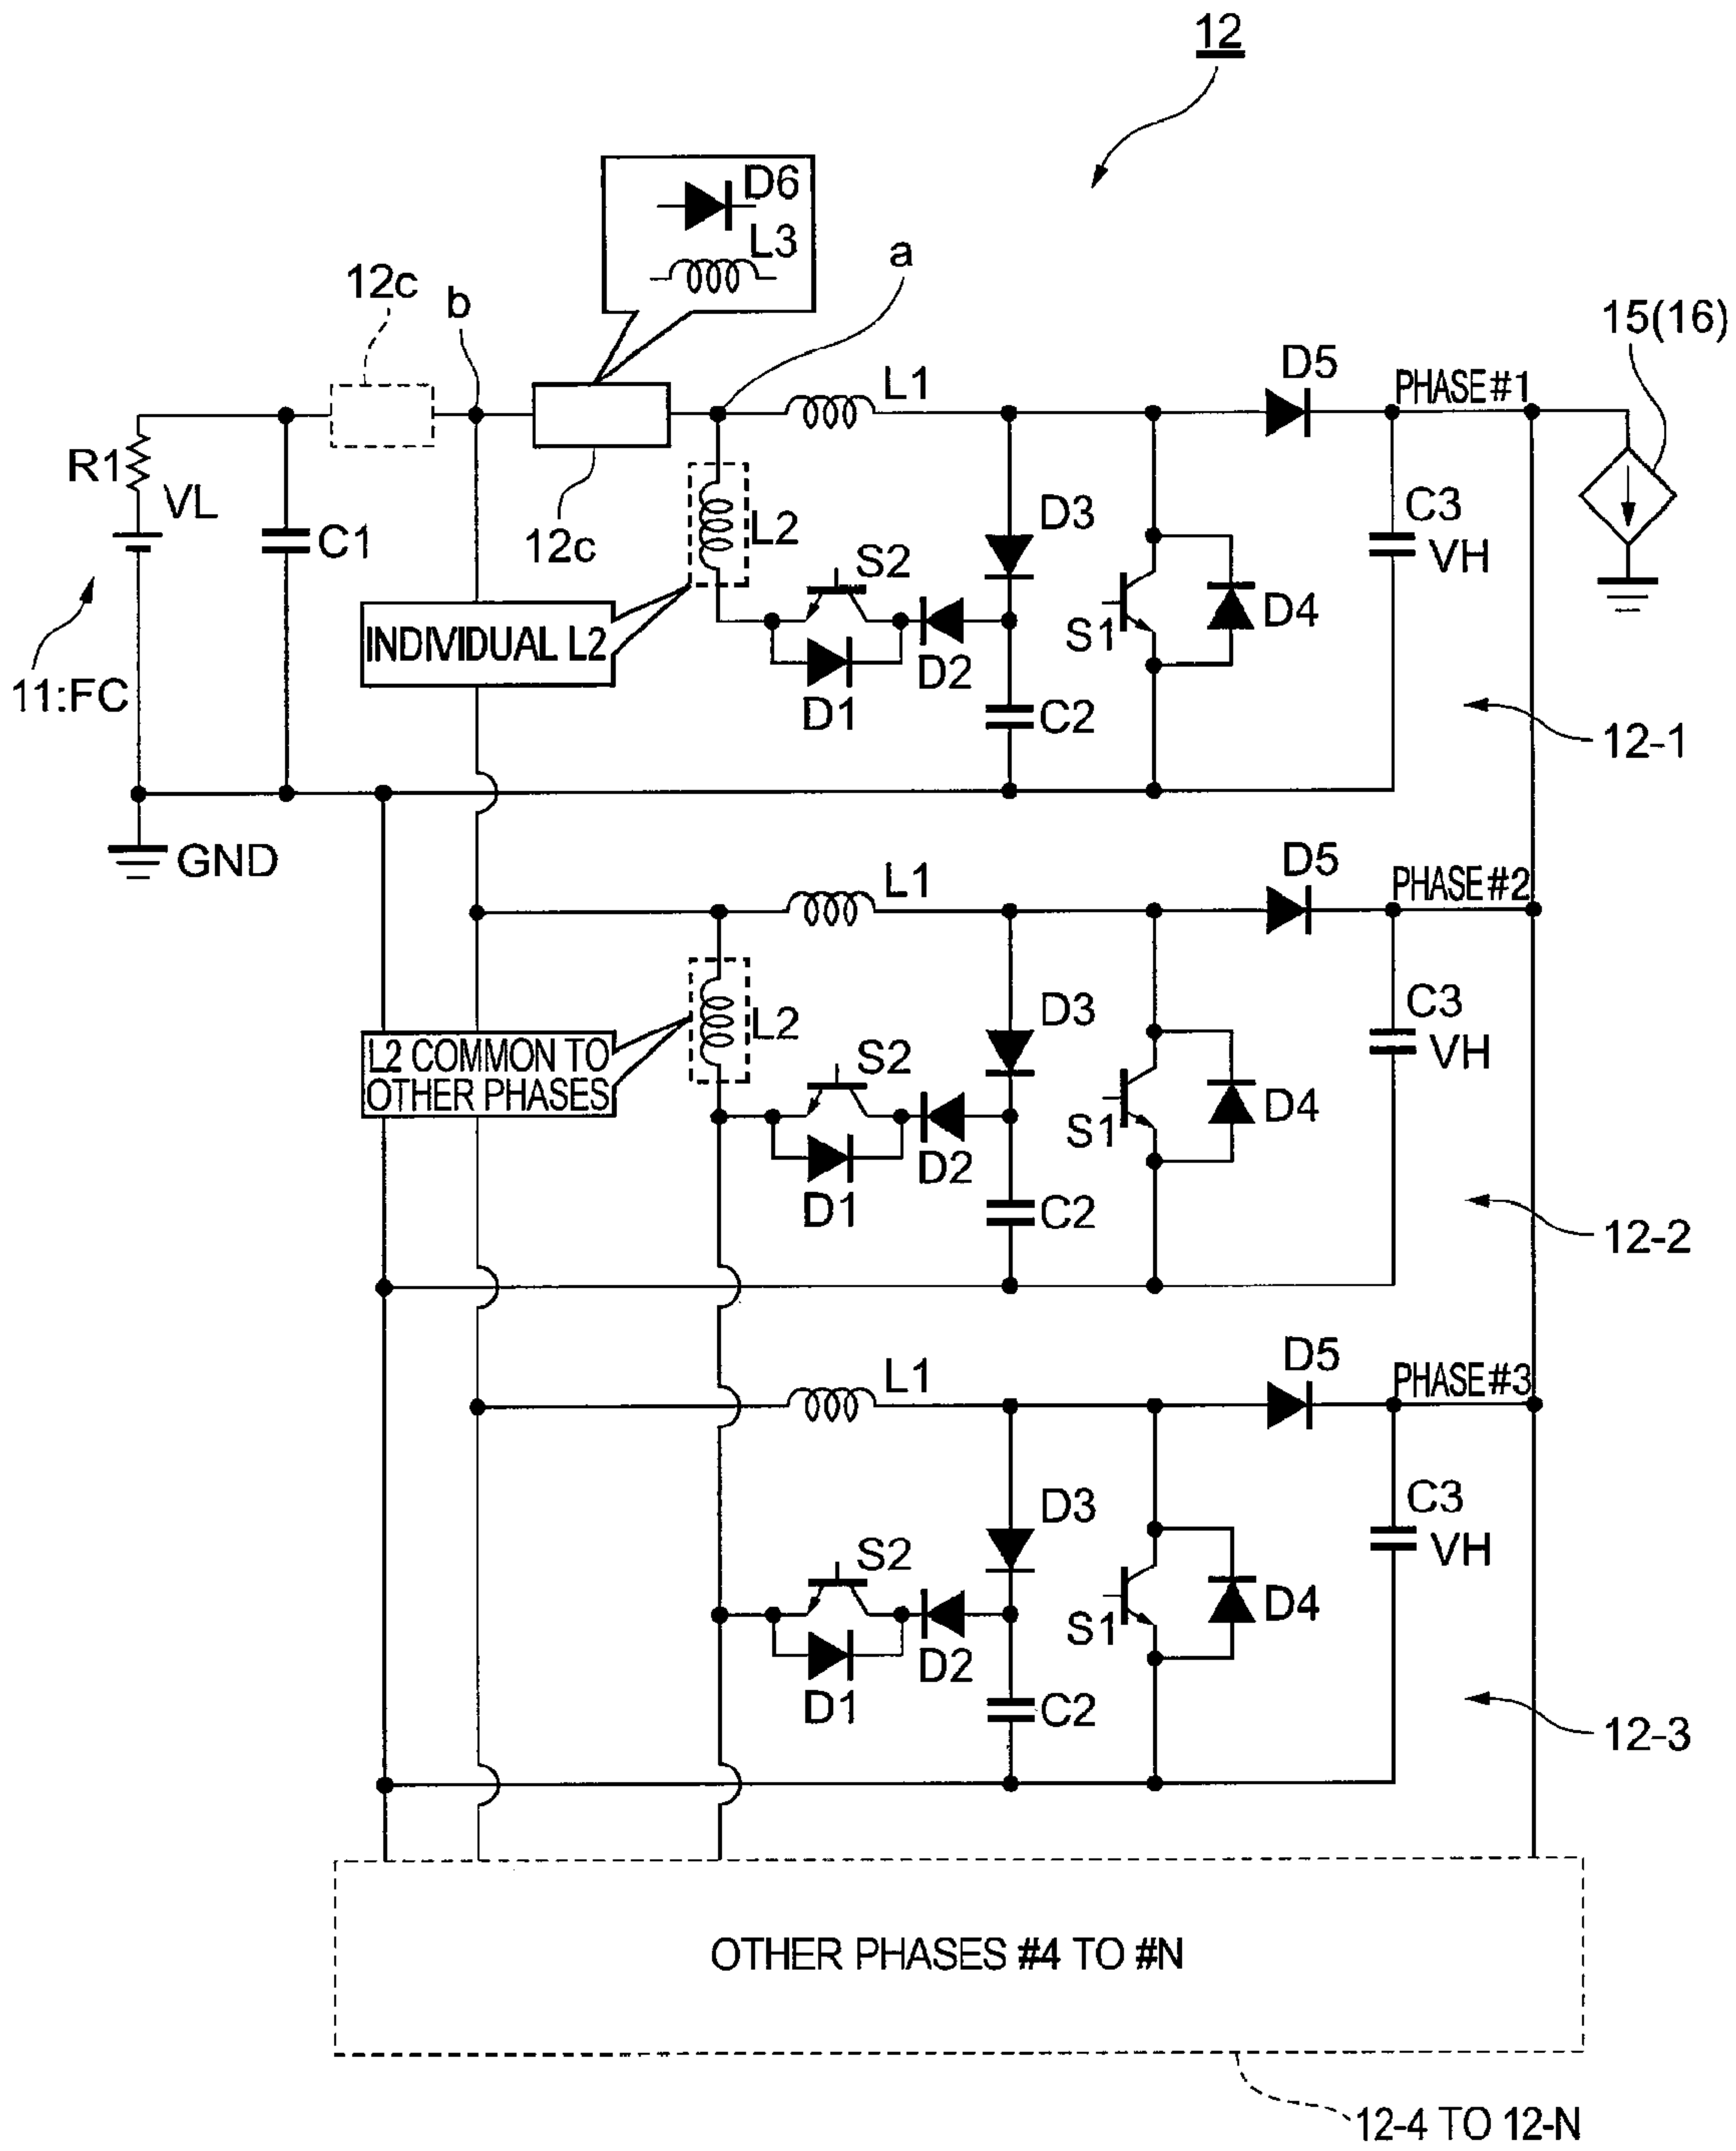 12
D6
L3
a
12c
b
15(16)
L1
D5
PHASE #1
R1
VL
C1
12c
L2
S2
D3
C3
VH
S1
D4
INDIVIDUAL L2
D2
11:FC
D1
C2
12-1
GND
L1
D5
PHASE #2
L2
D3
C3
VH
L2 COMMON TO
OTHER PHASES
S2
S1
D4
D2
D1
C2
12-2
L1
D5
PHASE #3
D3
C3
VH
S2
S1
D4
D2
D1
C2
12-3
OTHER PHASES #4 TO #N
12-4 TO 12-N